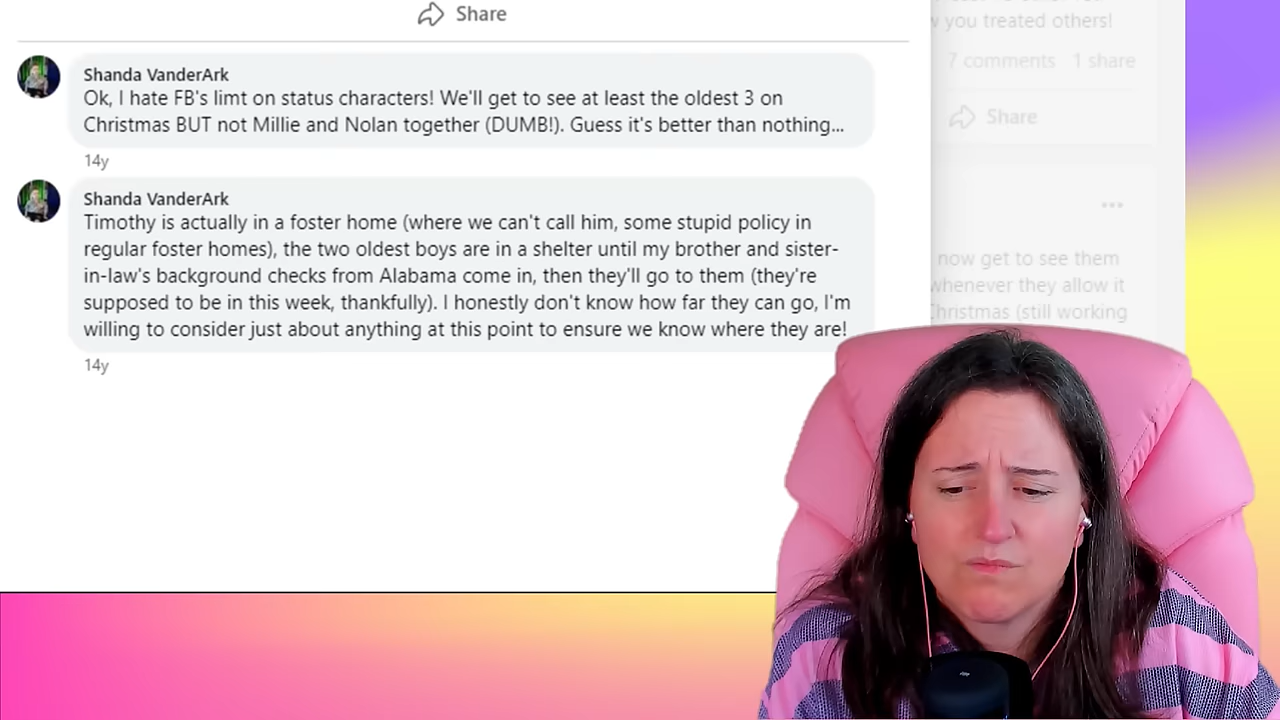 Share
Shanda VanderArk
Ok, I hate FB's limt on status characters! We'll get to see at least the oldest 3 on
Christmas BUT not Millie and Nolan together (DUMB!). Guess it's better than nothing...
14y
Shanda VanderArk
Timothy is actually in a foster home (where we can't call him, some stupid policy in
regular foster homes), the two oldest boys are in a shelter until my brother and sister-
in-law's background checks from Alabama come in, then they'll go to them (they're
supposed to be in this week, thankfully). I honestly don't know how far they can go, I'm
willing to consider just about anything at this point to ensure we know where they are!
14y
you treated others!
7 comments 1 share
Share
now get to see them
whenever they allow it
Christmas (still working